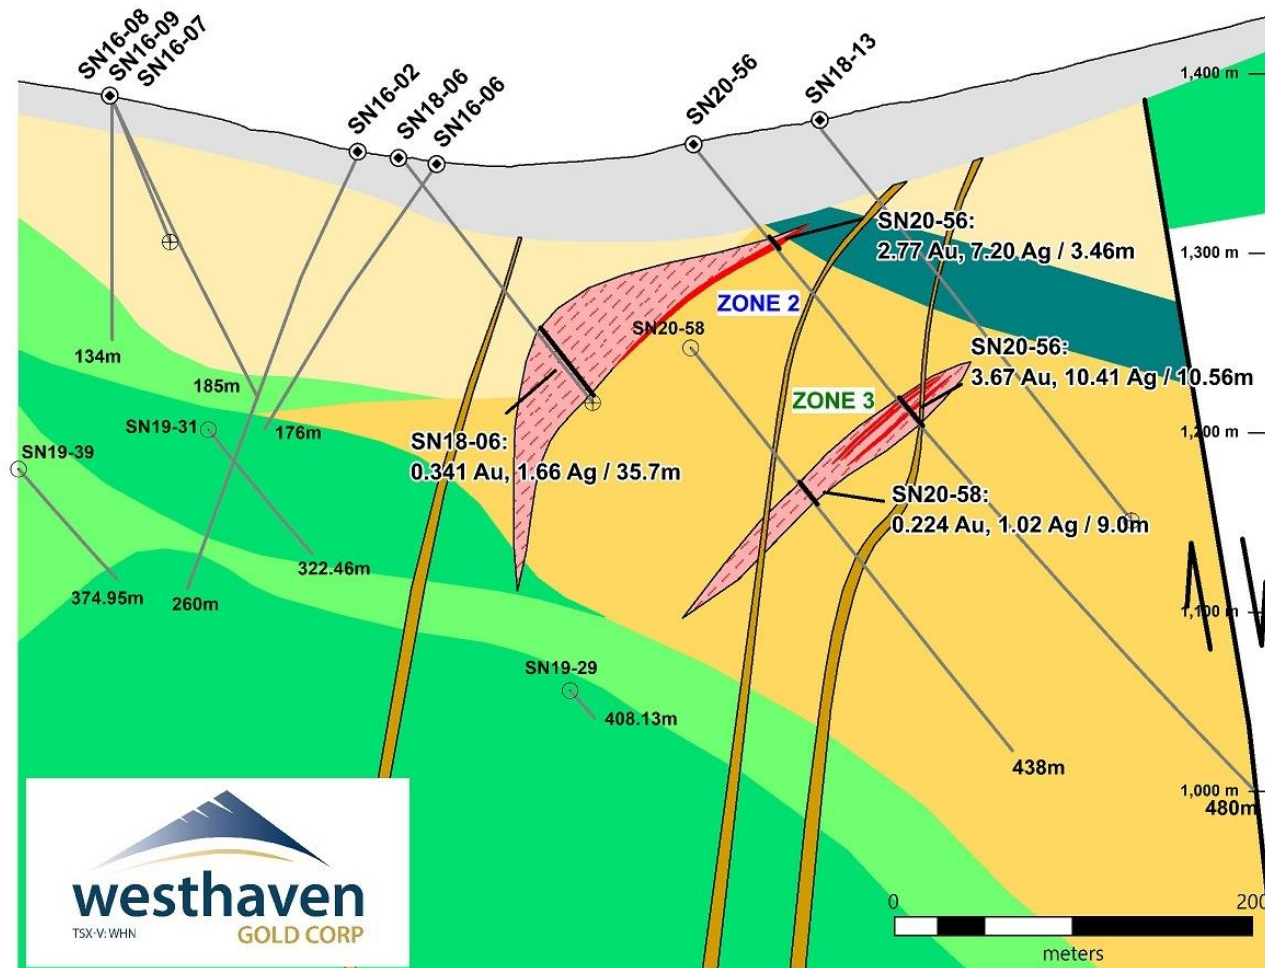 SN16-08
SN16-09
SN16-07
SN16-02
SN18-06
SN16-06
SN20-56
SN18-13
1,400 m
SN20-56:
2.77 Au, 7.20 Ag / 3.46m
1,300 m
ZONE 2
SN20-58
SN20-56:
3.67 Au, 10.41 Ag / 10.56m
134m
185m
ZONE 3
SN19-31
176m
1,200 m
SN19-39
SN18-06:
0.341 Au, 1.66 Ag / 35.7m
SN20-58:
0.224 Au, 1.02 Ag / 9.0m
322.46m
374.95m
260m
1,100 m
SN19-29
408.13m
438m
1,000 m
480m
westhaven
TSX-V: WHN
GOLD CORP
0
200
meters